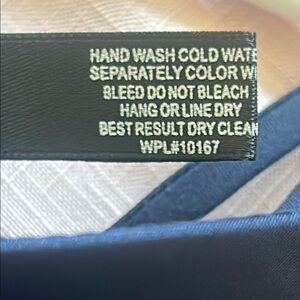 HAND WASH COLD WATE
SEPARATELY COLOR WI
BLEED DO NOT BLEACH
HANG OR LINE DRY
BEST RESULT DRY CLEAN
WPL#10167